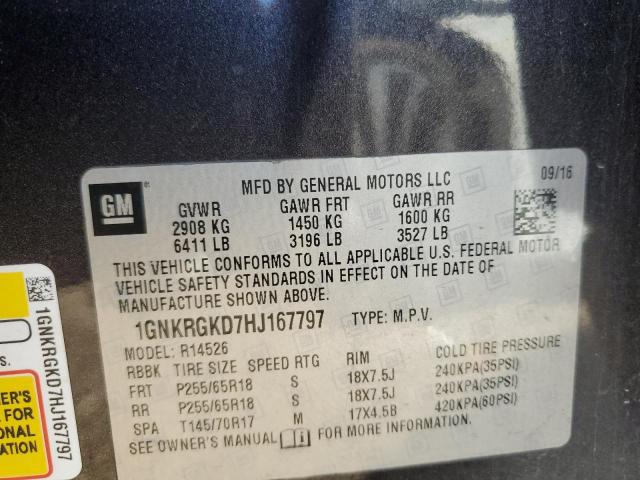 GM
MFD BY GENERAL MOTORS LLC 09/16
GVWR GAWR FRT GAWR RR
2908 KG 1450 KG 1600 KG
6411 LB 3196 LB 3527 LB
THIS VEHICLE CONFORMS TO ALL APPLICABLE U.S. FEDERAL MOTOR
VEHICLE SAFETY STANDARDS IN EFFECT ON THE DATE OF
MANUFACTURE SHOWN ABOVE.
1GNKRGKD7HJ167797 TYPE: M.P.V.
MODEL: R14526
RBBK TIRE SIZE SPEED RTG RIM COLD TIRE PRESSURE
FRT P255/65R18 S 18X7.5J 240KPA(35PSI)
RR P255/65R18 S 18X7.5J 240KPA(35PSI)
SPA T145/70R17 M 17X4.5B 420KPA(60PSI)
SEE OWNER'S MANUAL FOR MORE INFORMATION.
1GNKRGKD7HJ167797
S.
NER'S
FOR
ONAL
ION